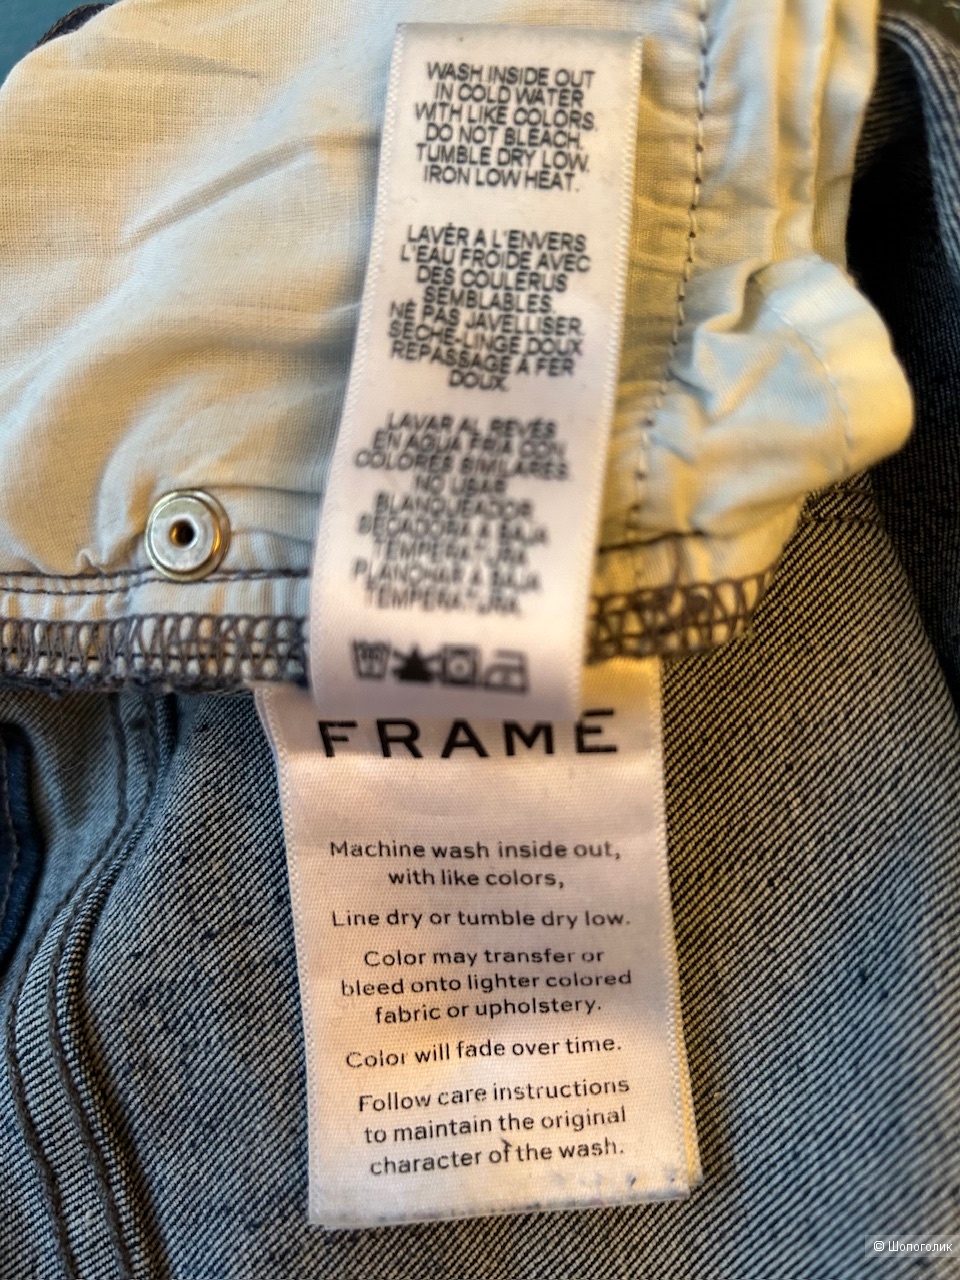 WASH INSIDE OUT
IN COLD WATER
WITH LIKE COLORS.
DO NOT BLEACH.
TUMBLE DRY LOW.
IRON LOW HEAT.
LAVÉR A L'ENVERS
L'EAU FROIDE AVEC
DES COULERUS
SEMBLABLES.
NÉ PAS JAVELLISER.
SÉCHE-LINGE DOUX
REPASSAGE A FER
DOUX.
LAVAR AL REVÉS
EN AGUA FRIA CON
COLORES SIMILARES.
NO USAR
BLANQUEADOR.
SECADORA A BAJA
TEMPERATURA.
PLANCHAR A BAJA
TEMPERATURA.
FRAME
Machine wash inside out,
with like colors,
Line dry or tumble dry low.
Color may transfer or
bleed onto lighter colored
fabric or upholstery.
Color will fade over time.
Follow care instructions
to maintain the original
character of the wash.
© Шопоголик